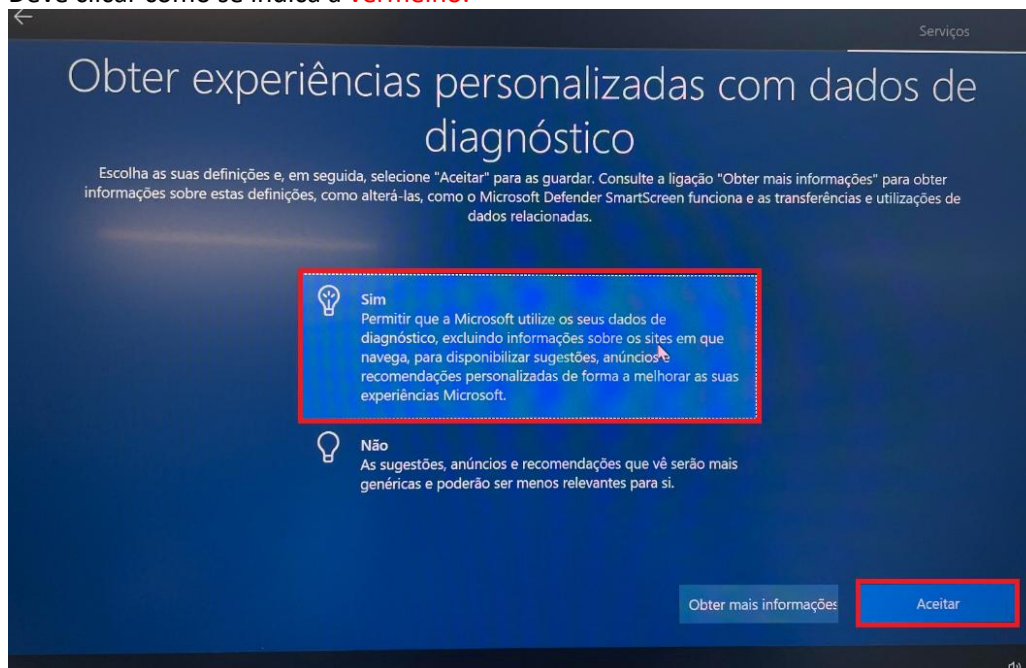 Deve clicar como se indica a vermelho:
Serviços
Obter experiências personalizadas com dados de
diagnóstico
Escolha as suas definições e, em seguida, selecione "Aceitar" para as guardar. Consulte a ligação "Obter mais informações" para obter
informações sobre estas definições, como alterá-las, como o Microsoft Defender SmartScreen funciona e as transferências e utilizações de
dados relacionadas.
Sim
Permitir que a Microsoft utilize os seus dados de
diagnóstico, excluindo informações sobre os sites em que
navega, para disponibilizar sugestões, anúncios e
recomendações personalizadas de forma a melhorar as suas
experiências Microsoft.
Não
As sugestões, anúncios e recomendações que vê serão mais
genéricas e poderão ser menos relevantes para si.
Obter mais informações
Aceitar